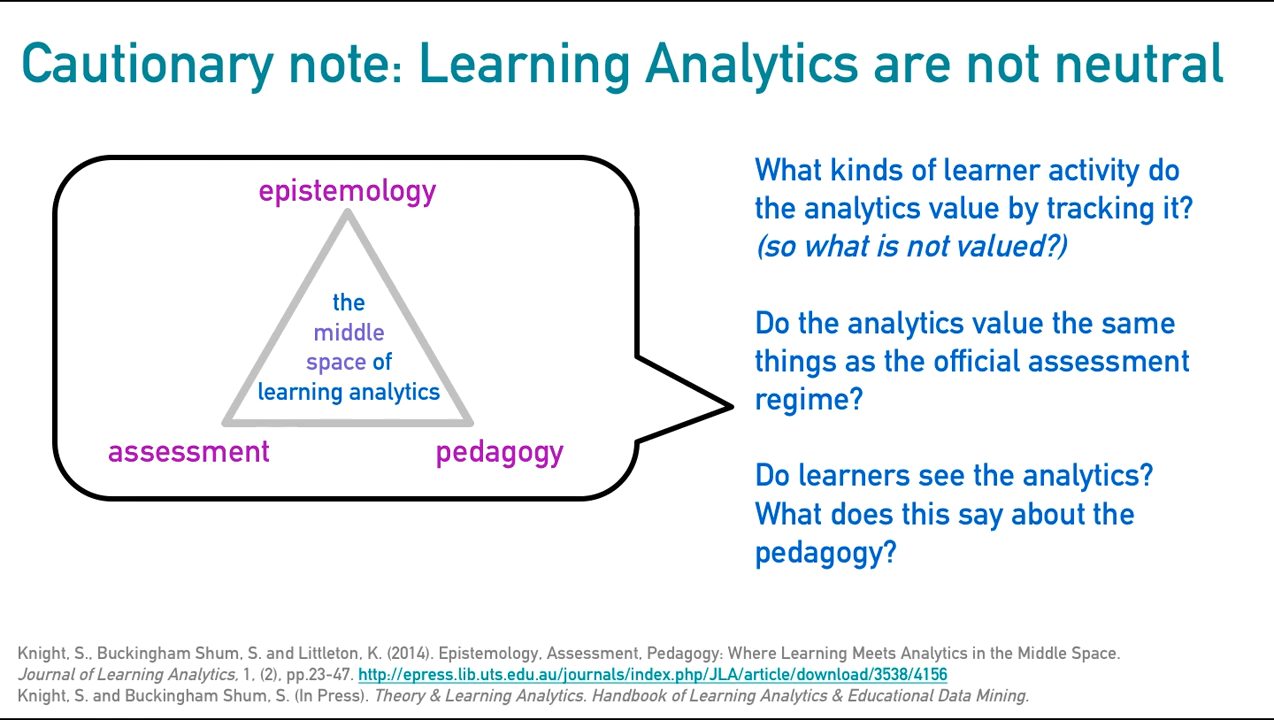 Cautionary note: Learning Analytics are not neutral
epistemology
the
middle
space of
learning analytics
assessment
pedagogy
What kinds of learner activity do
the analytics value by tracking it?
(so what is not valued?)
Do the analytics value the same
things as the official assessment
regime?
Do learners see the analytics?
What does this say about the
pedagogy?
Knight, S., Buckingham Shum, S. and Littleton, K. (2014). Epistemology, Assessment, Pedagogy: Where Learning Meets Analytics in the Middle Space.
Journal of Learning Analytics, 1, (2), pp.23-47. http://epress.lib.uts.edu.au/journals/index.php/JLA/article/download/3538/4156
Knight, S. and Buckingham Shum, S. (In Press). Theory & Learning Analytics. Handbook of Learning Analytics & Educational Data Mining.